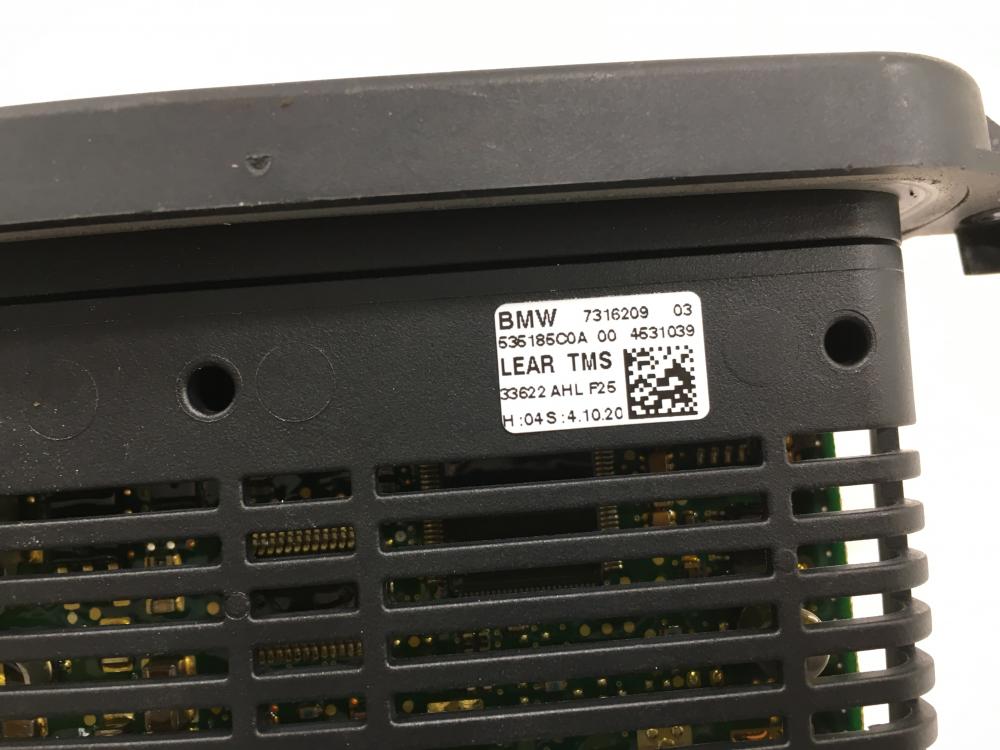 BMW 7316209 03
535185C0A 00 4531039
LEAR TMS
33622 AHL F25
H:04 S:4.10.20